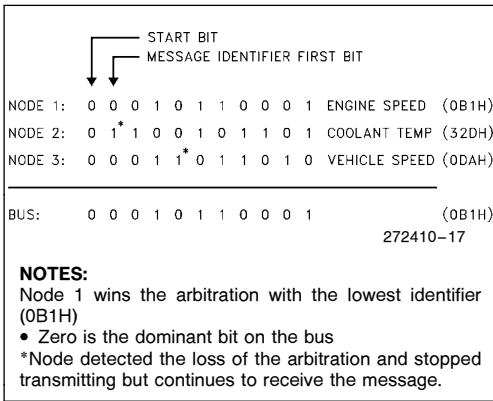 START BIT
MESSAGE IDENTIFIER FIRST BIT
NODE 1: 0 0 0 1 0 1 1 0 0 0 1 ENGINE SPEED (0B1H)
NODE 2: 0 1* 1 0 0 1 0 1 1 0 1 COOLANT TEMP (32DH)
NODE 3: 0 0 0 1 1* 0 1 1 0 1 0 VEHICLE SPEED (0DAH)
BUS: 0 0 0 1 0 1 1 0 0 0 1 (0B1H)
272410–17
NOTES:
Node 1 wins the arbitration with the lowest identifier
(0B1H)
• Zero is the dominant bit on the bus
*Node detected the loss of the arbitration and stopped
transmitting but continues to receive the message.